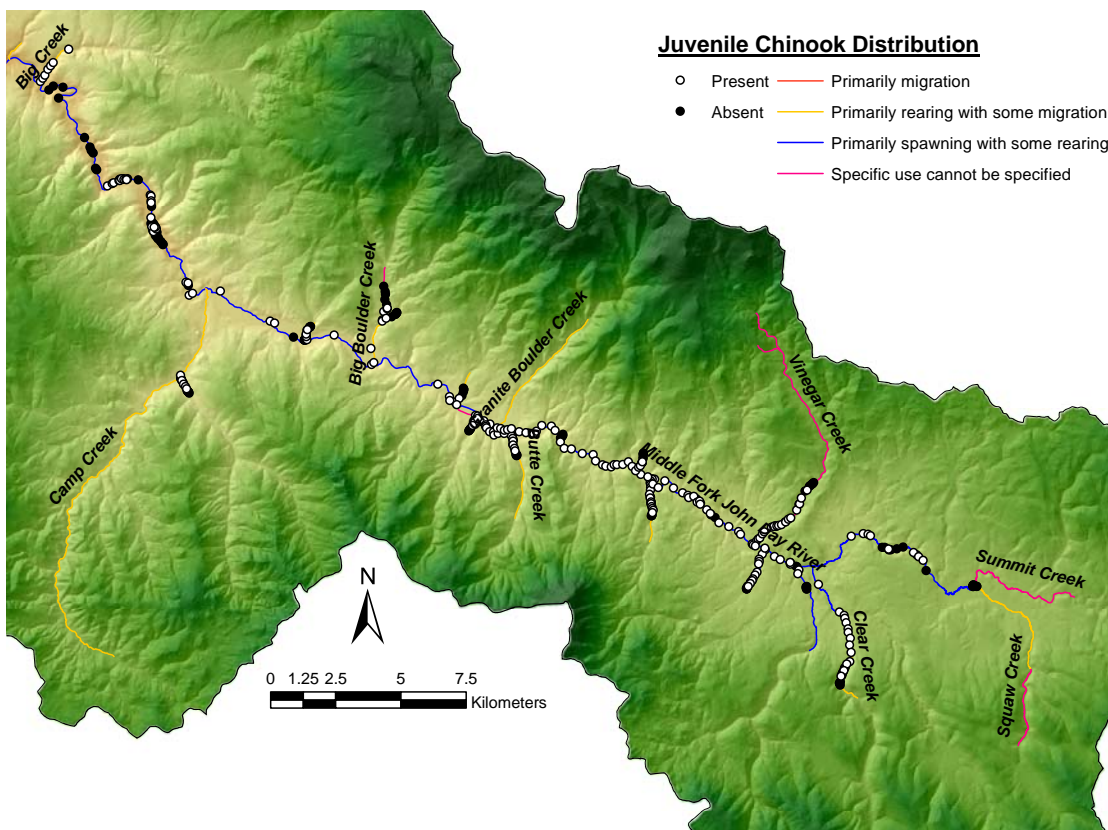 Juvenile Chinook Distribution
Present
Primarily migration
Absent
Primarily rearing with some migration
Primarily spawning with some rearing
Specific use cannot be specified
Big Creek
Big Boulder Creek
Granite Boulder Creek
Vinegar Creek
Camp Creek
Butte Creek
Middle Fork John Day River
Summit Creek
Clear Creek
Squaw Creek
N
0 1.25 2.5 5 7.5
Kilometers